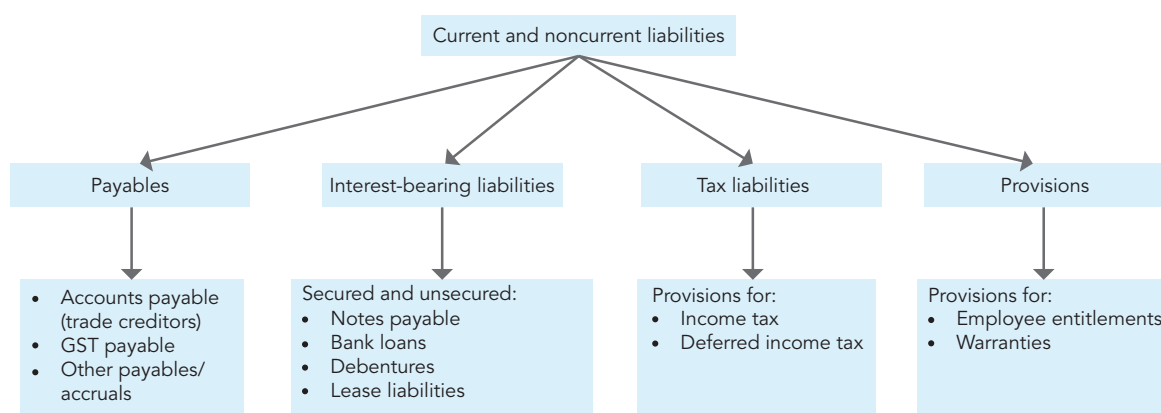 Current and noncurrent liabilities
Payables
Interest-bearing liabilities
Tax liabilities
Provisions
• Accounts payable
(trade creditors)
• GST payable
• Other payables/
accruals
Secured and unsecured:
• Notes payable
• Bank loans
• Debentures
• Lease liabilities
Provisions for:
• Income tax
• Deferred income tax
Provisions for:
• Employee entitlements
• Warranties